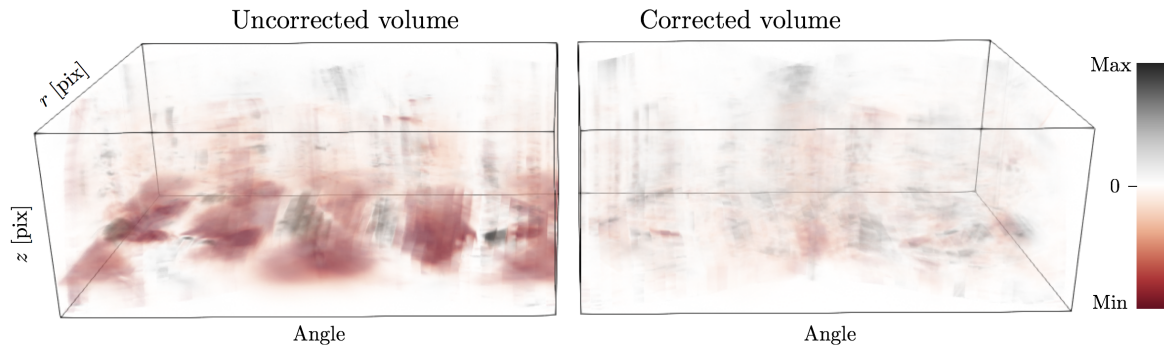 Uncorrected volume
Corrected volume
r [pix]
z [pix]
Angle
Angle
Max
0
Min